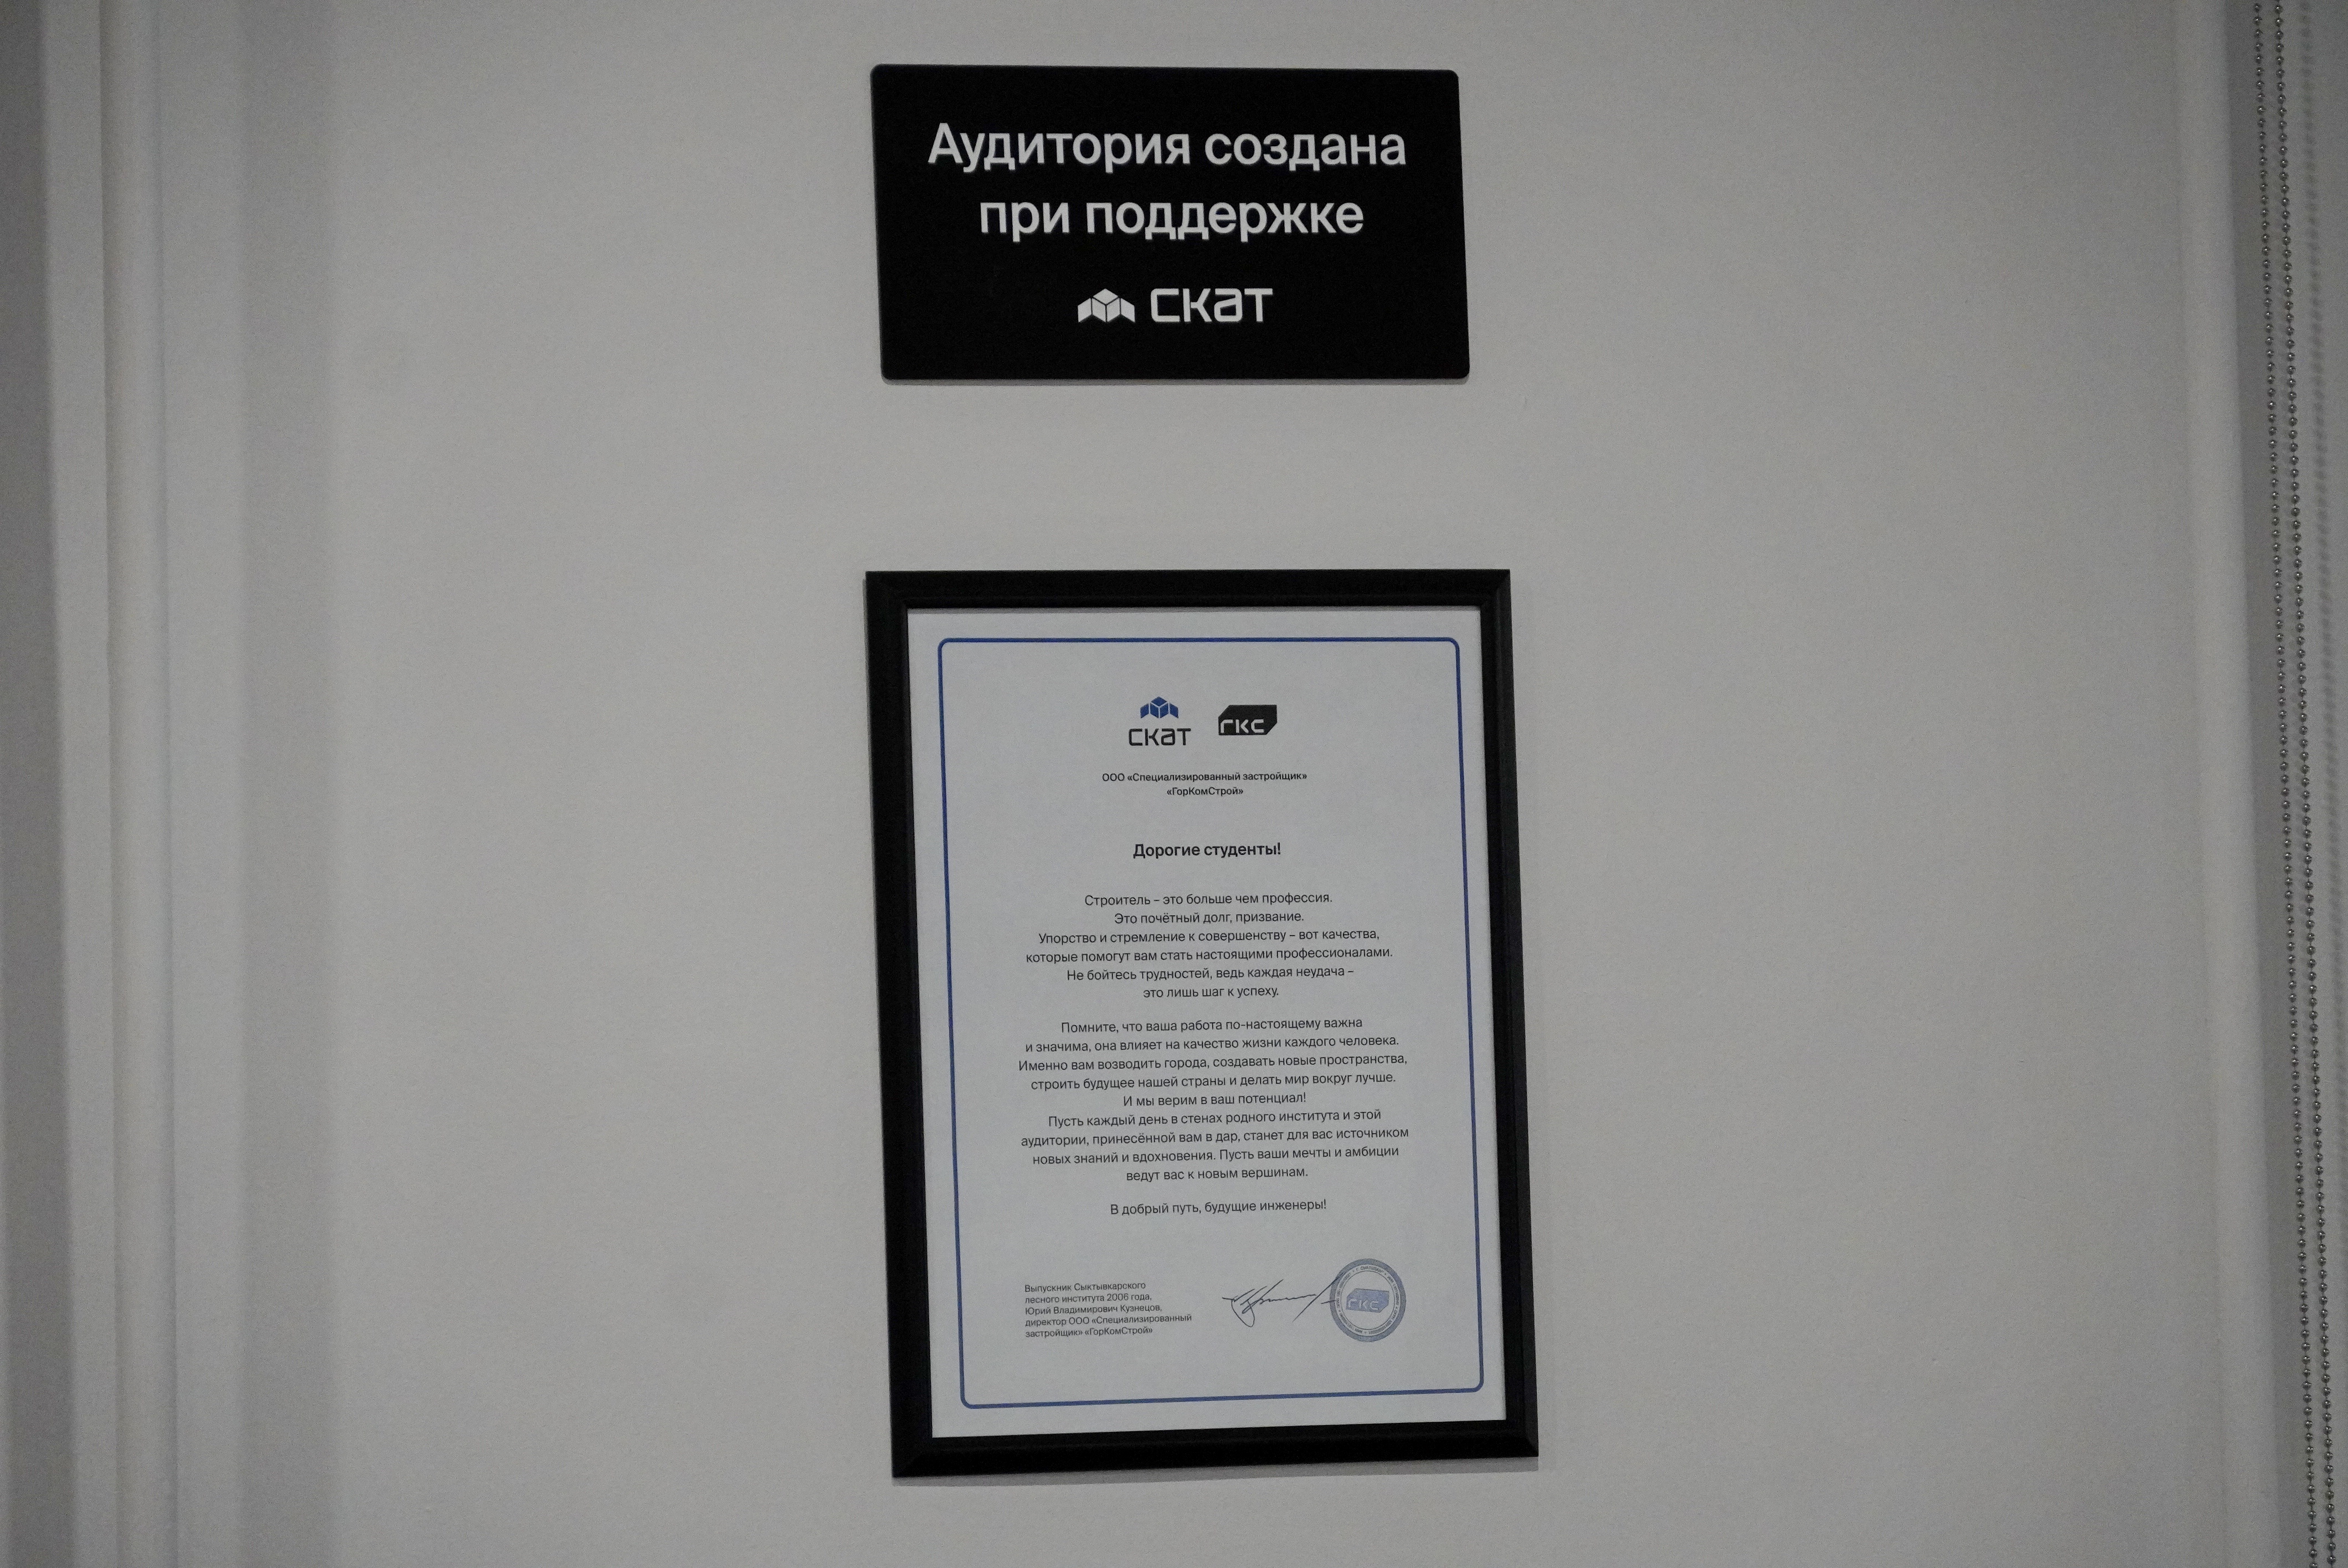 Аудитория создана
при поддержке
скат
скат гкс
ООО «Специализированный застройщик»
«ГорКомСтрой»
Дорогие студенты!
Строитель – это больше чем профессия.
Это почётный долг, призвание.
Упорство и стремление к совершенству – вот качества,
которые помогут вам стать настоящими профессионалами.
Не бойтесь трудностей, ведь каждая неудача –
это лишь шаг к успеху.
Помните, что ваша работа по-настоящему важна
и значима, она влияет на качество жизни каждого человека.
Именно вам возводить города, создавать новые пространства,
строить будущее нашей страны и делать мир вокруг лучше.
И мы верим в ваш потенциал!
Пусть каждый день в стенах родного института и этой
аудитории, принесённой вам в дар, станет для вас источником
новых знаний и вдохновения. Пусть ваши мечты и амбиции
ведут вас к новым вершинам.
В добрый путь, будущие инженеры!
Выпускник Сыктывкарского
лесного института 2006 года,
Юрий Владимирович Кузнецов,
директор ООО «Специализированный
застройщик» «ГорКомСтрой»
гкс